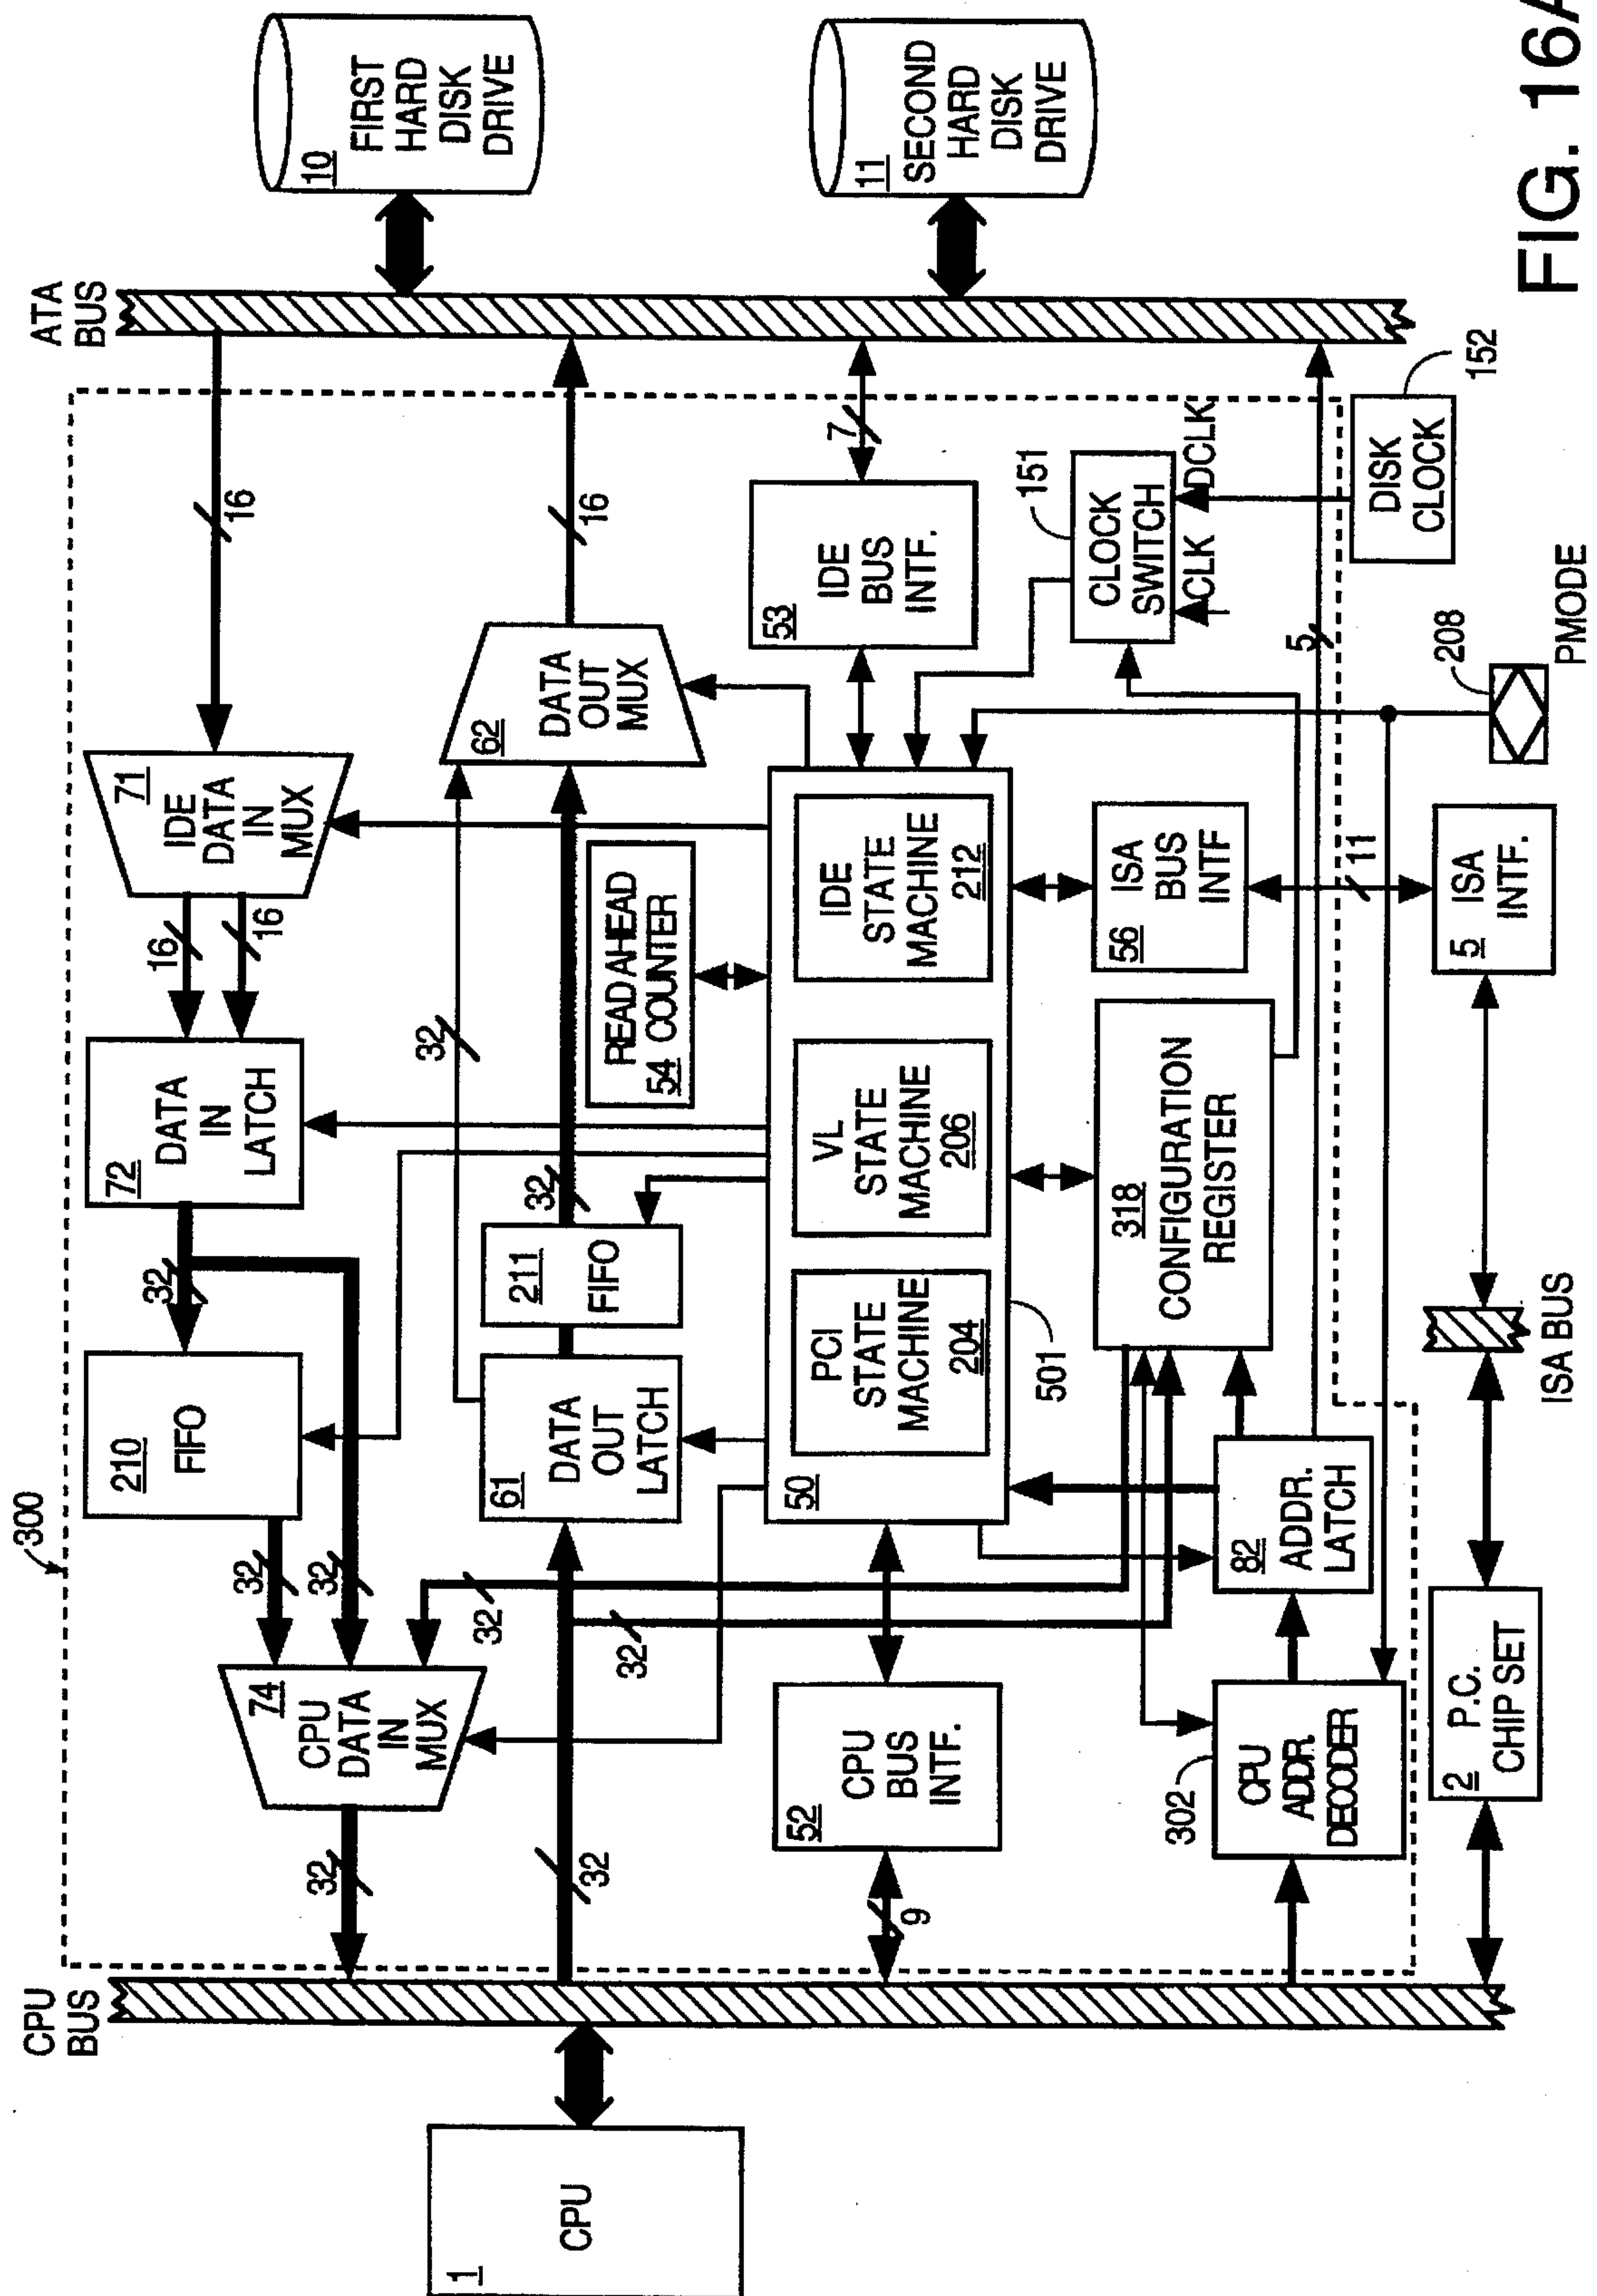 300
CPU
BUS
ATA
BUS
1
CPU
32
74
CPU
DATA
IN
MUX
32
32
210
FIFO
32
72
DATA
IN
LATCH
16
16
71
IDE
DATA
IN
MUX
16
10
FIRST
HARD
DISK
DRIVE
32
32
32
61
DATA
OUT
LATCH
211
FIFO
32
32
62
DATA
OUT
MUX
16
READ AHEAD
54 COUNTER
11
SECOND
HARD
DISK
DRIVE
9
52
CPU
BUS
INTF.
50
PCI
STATE
MACHINE
204
VL
STATE
MACHINE
206
IDE
STATE
MACHINE
212
501
53
IDE
BUS
INTF.
7
302
CPU
ADDR.
DECODER
82
ADDR.
LATCH
318
CONFIGURATION
REGISTER
56
ISA
BUS
INTF
151
CLOCK
SWITCH
CLK
DCLK
5
11
2
P.C.
CHIP SET
ISA BUS
5
ISA
INTF.
208
PMODE
DISK
CLOCK
152
FIG. 16A